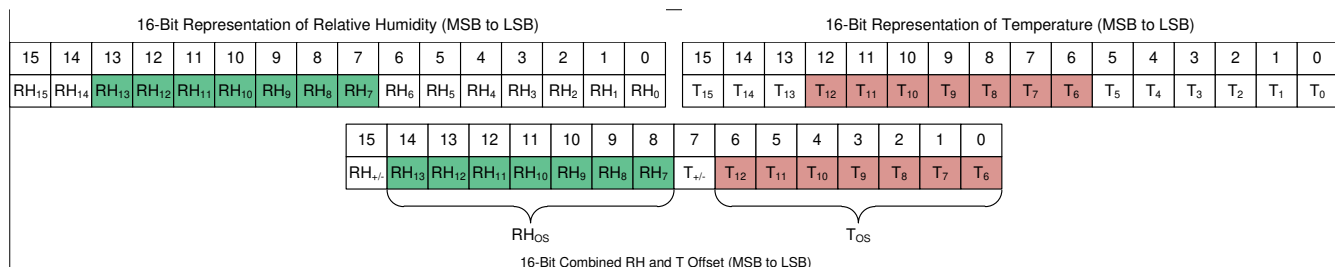 16-Bit Representation of Relative Humidity (MSB to LSB) 16-Bit Representation of Temperature (MSB to LSB)
15 14 13 12 11 10 9 8 7 6 5 4 3 2 1 0 15 14 13 12 11 10 9 8 7 6 5 4 3 2 1 0
RH15 RH14 RH13 RH12 RH11 RH10 RH9 RH8 RH7 RH6 RH5 RH4 RH3 RH2 RH1 RH0 T15 T14 T13 T12 T11 T10 T9 T8 T7 T6 T5 T4 T3 T2 T1 T0
15 14 13 12 11 10 9 8 7 6 5 4 3 2 1 0
RH+/- RH13 RH12 RH11 RH10 RH9 RH8 RH7 T+/- T12 T11 T10 T9 T8 T7 T6
RHOS TOS
16-Bit Combined RH and T Offset (MSB to LSB)